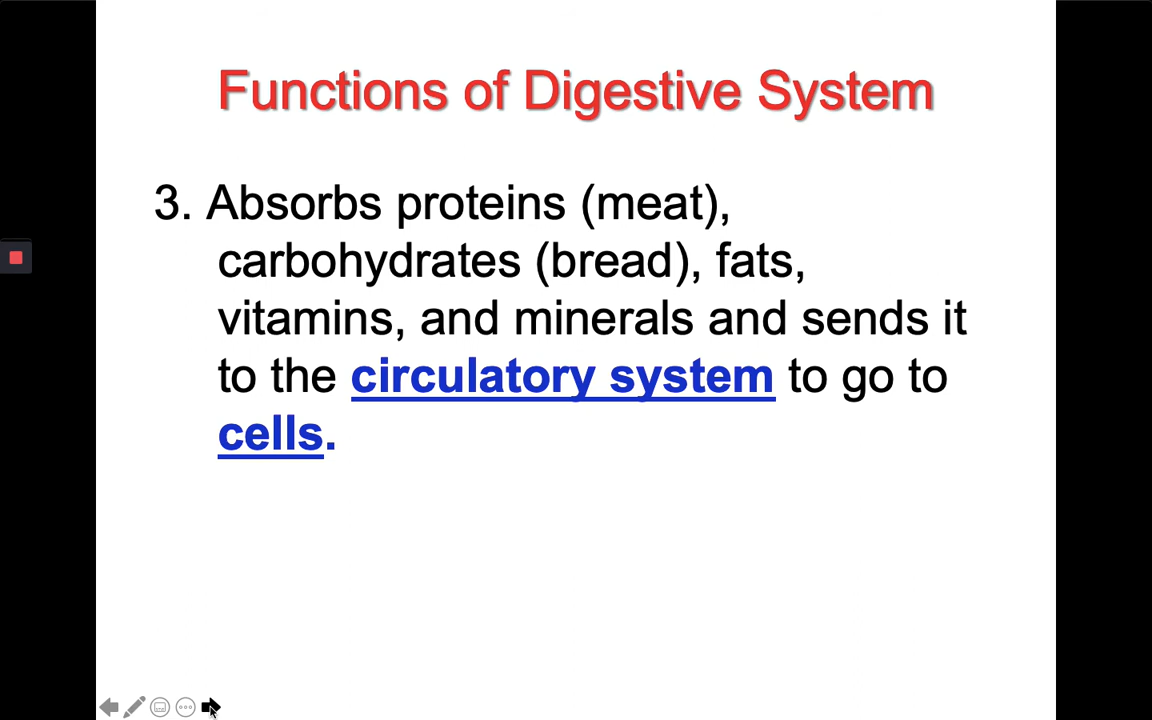 Functions of Digestive System
3. Absorbs proteins (meat),
carbohydrates (bread), fats,
vitamins, and minerals and sends it
to the circulatory system to go to
cells.